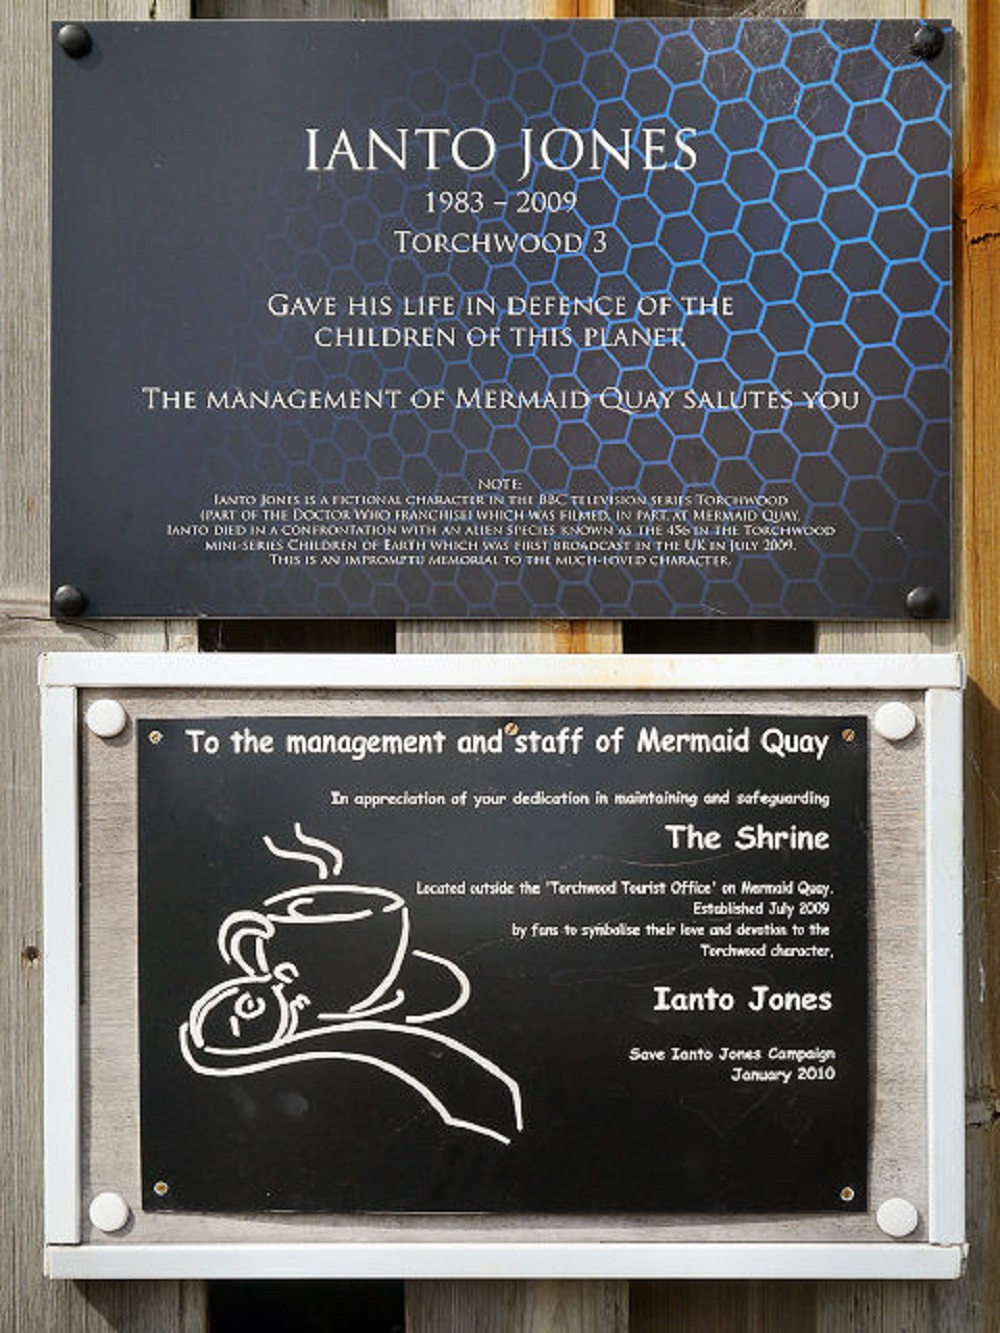 IANTO JONES
1983 – 2009
TORCHWOOD 3
GAVE HIS LIFE IN DEFENCE OF THE
CHILDREN OF THIS PLANET.
THE MANAGEMENT OF MERMAID QUAY SALUTES YOU
NOTE:
IANTO JONES IS A FICTIONAL CHARACTER IN THE BBC TELEVISION SERIES TORCHWOOD
(PART OF THE DOCTOR WHO FRANCHISE) WHICH WAS FILMED, IN PART, AT MERMAID QUAY.
IANTO DIED IN A CONFRONTATION WITH AN ALIEN SPECIES KNOWN AS THE 456 IN THE TORCHWOOD
MINI-SERIES CHILDREN OF EARTH WHICH WAS FIRST BROADCAST IN THE UK IN JULY 2009.
THIS IS AN IMPROMPTU MEMORIAL TO THE MUCH-LOVED CHARACTER.
To the management and staff of Mermaid Quay
In appreciation of your dedication in maintaining and safeguarding
The Shrine
Located outside the 'Torchwood Tourist Office' on Mermaid Quay.
Established July 2009
by fans to symbolise their love and devotion to the
Torchwood character,
Ianto Jones
Save Ianto Jones Campaign
January 2010